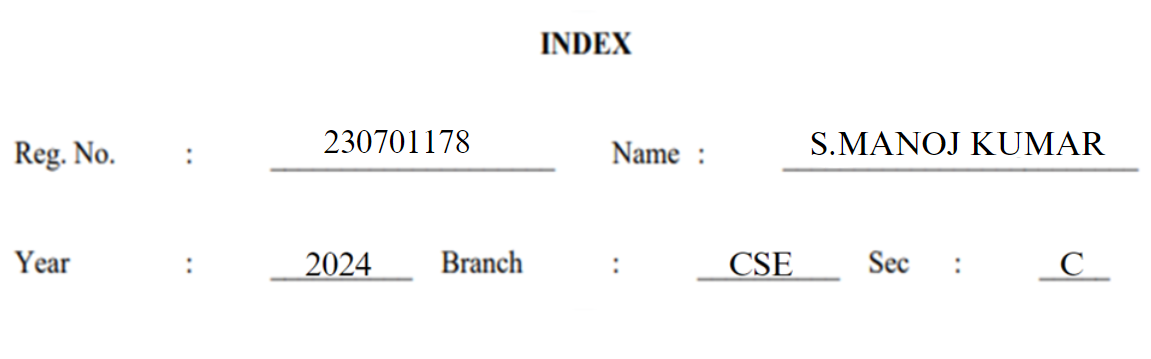 INDEX
Reg. No. : 230701178 Name : S.MANOJ KUMAR
Year : 2024 Branch : CSE Sec : C